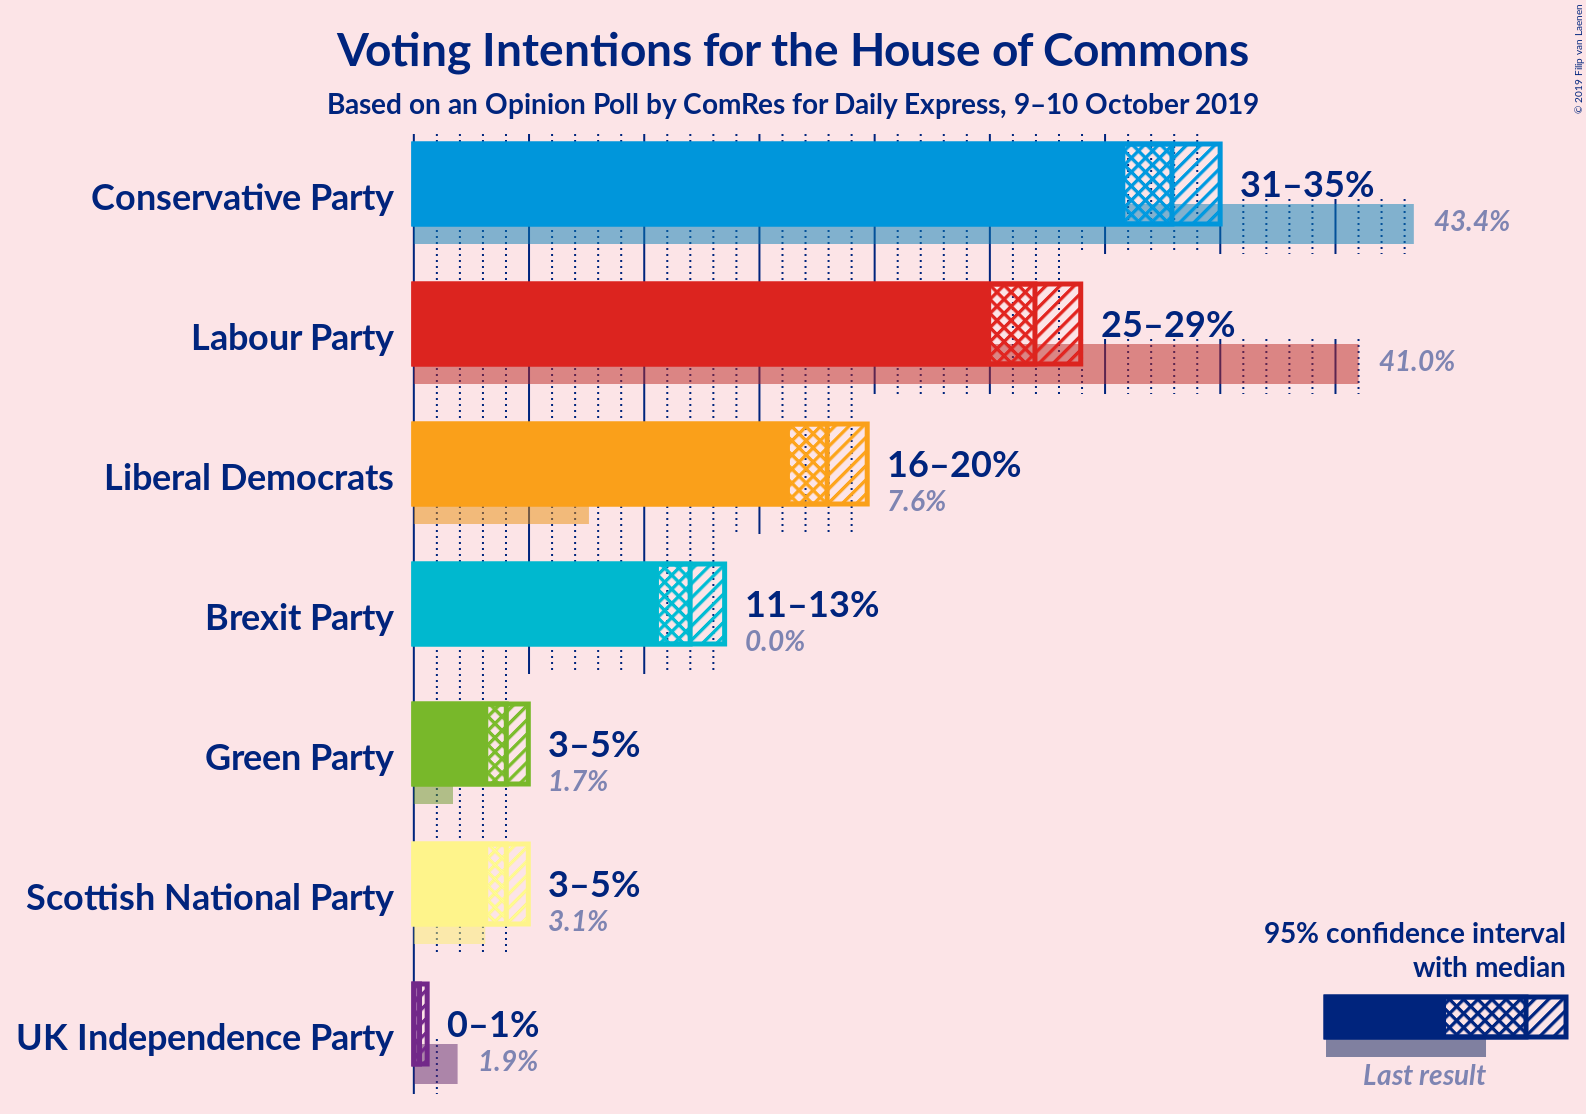 Voting Intentions for the House of Commons
Based on an Opinion Poll by ComRes for Daily Express, 9–10 October 2019
© 2019 Filip van Laenen
Conservative Party
31–35%
43.4%
Labour Party
25–29%
41.0%
Liberal Democrats
16–20%
7.6%
Brexit Party
11–13%
0.0%
Green Party
3–5%
1.7%
Scottish National Party
3–5%
3.1%
UK Independence Party
0–1%
1.9%
95% confidence interval
with median
Last result